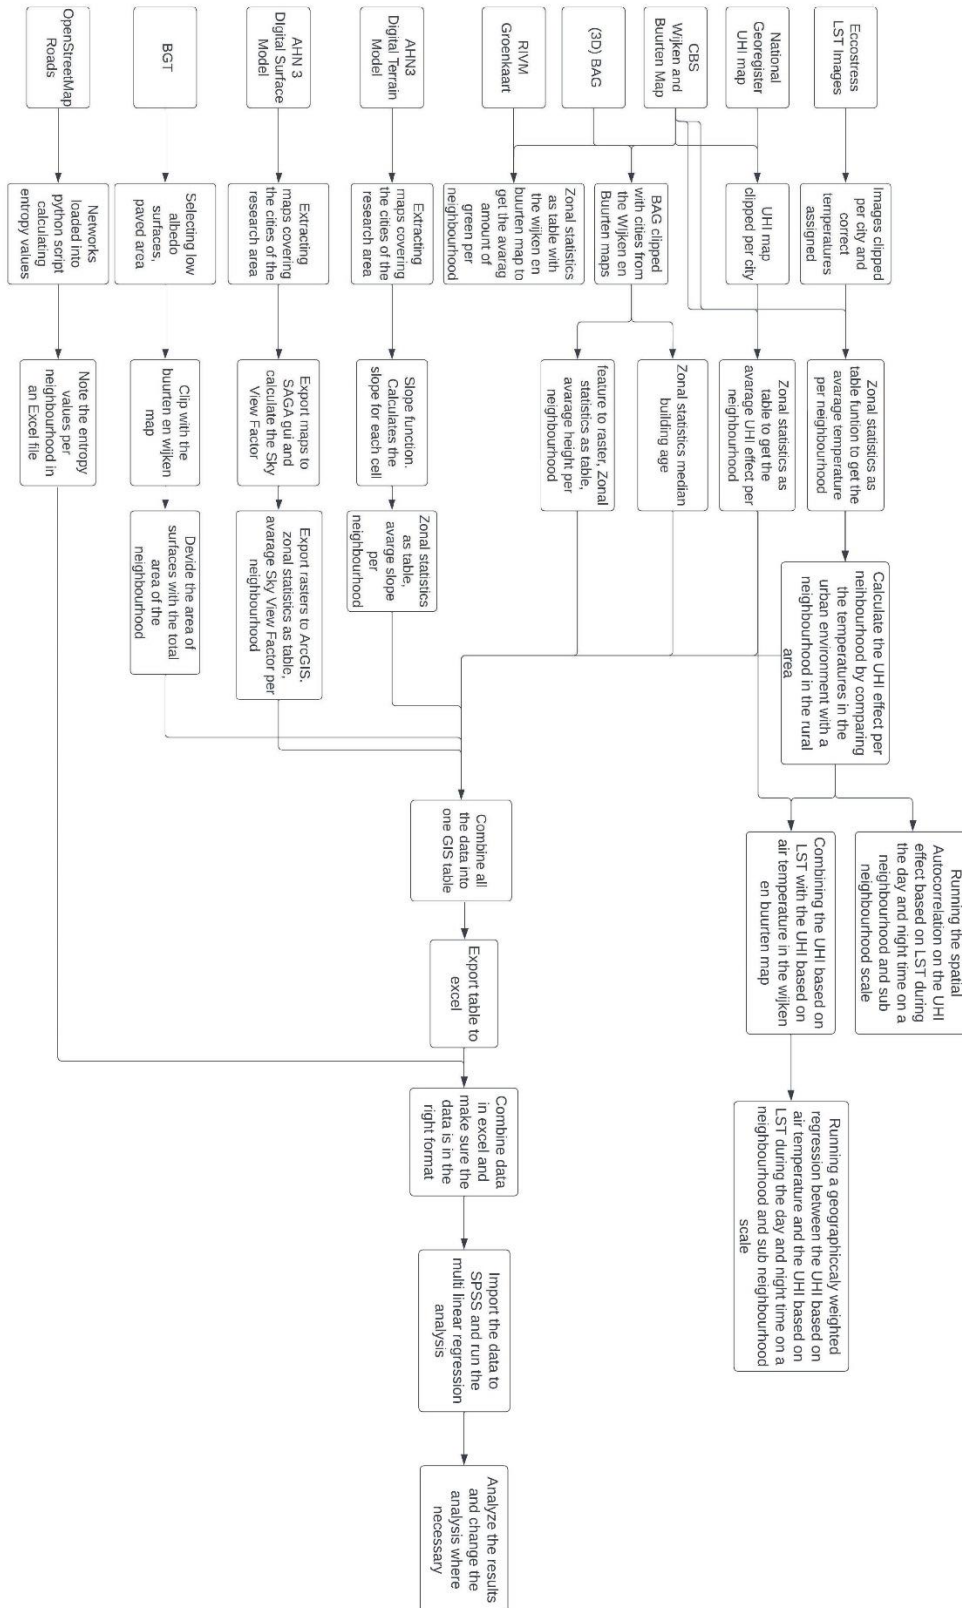 Eccostress
LST Images
National
Georegister
UHI map
CBS
Wijken and
Buurten Map
(3D) BAG
RIVM
Groenkaart
AHN3
Digital Terrain
Model
AHN 3
DIgital Surface
Model
BGT
OpenStreetMap
Roads
Images clipped
per city and
correct
temperatures
assigned
UHI map
clipped per city
BAG clipped
with cities from
the Wijken en
Buurten maps
Zonal statistics
as table with
the wijken en
buurten map to
get the avarag
amount of
green per
neighbourhood
Extracting
maps covering
the cities of the
research area
Extracting
maps covering
the cities of the
research area
Selecting low
albedo
surfaces,
paved area
Networks
loaded into
python script
calculating
entropy values
Zonal statistics as
table funtion to get the
avarage temperature
per neighbourhood
Zonal statistics as
table to get the
avarage UHI effect per
neighbourhood
Zonal statistics median
building age
feature to raster, Zonal
statistics as table,
avarage height per
neighbourhood
Slope function.
Calculates the
slope for each cell
Export maps to
SAGA gui and
calculate the Sky
View Factor
Clip with the
buurten en wijken
map
Note the entropy
values per
neighbourhood in
an Excel file
Calculate the UHI effect per
neihbourhood by comparing
the temperatures in the
urban environment with a
neighbourhood in the rural
area
Zonal statistics
as table,
avarge slope
per
neighbourhood
Export rasters to ArcGIS.
zonal statistics as table,
avarage Sky View Factor per
neighbourhood
Devide the area of
surfaces with the total
area of the
neighbourhood
Running the spatial
Autocorrelation on the UHI
effect based on LST during
the day and night time on a
neighbourhood and sub
neighbourhood scale
Combining the UHI based on
LST with the UHI based on
air temperature in the wijken
en buurten map
Combine all
the data into
one GIS table
Export table to
excel
Running a geographiccaly weighted
regression between the UHI based on
air temperature and the UHI based on
LST during the day and night time on a
neighbourhood and sub neighbourhood
scale
Combine data
in excel and
make sure the
data is in the
right format
Import the data to
SPSS and run the
multi linear regression
analysis
Analyze the results
and change the
analysis where
necessary